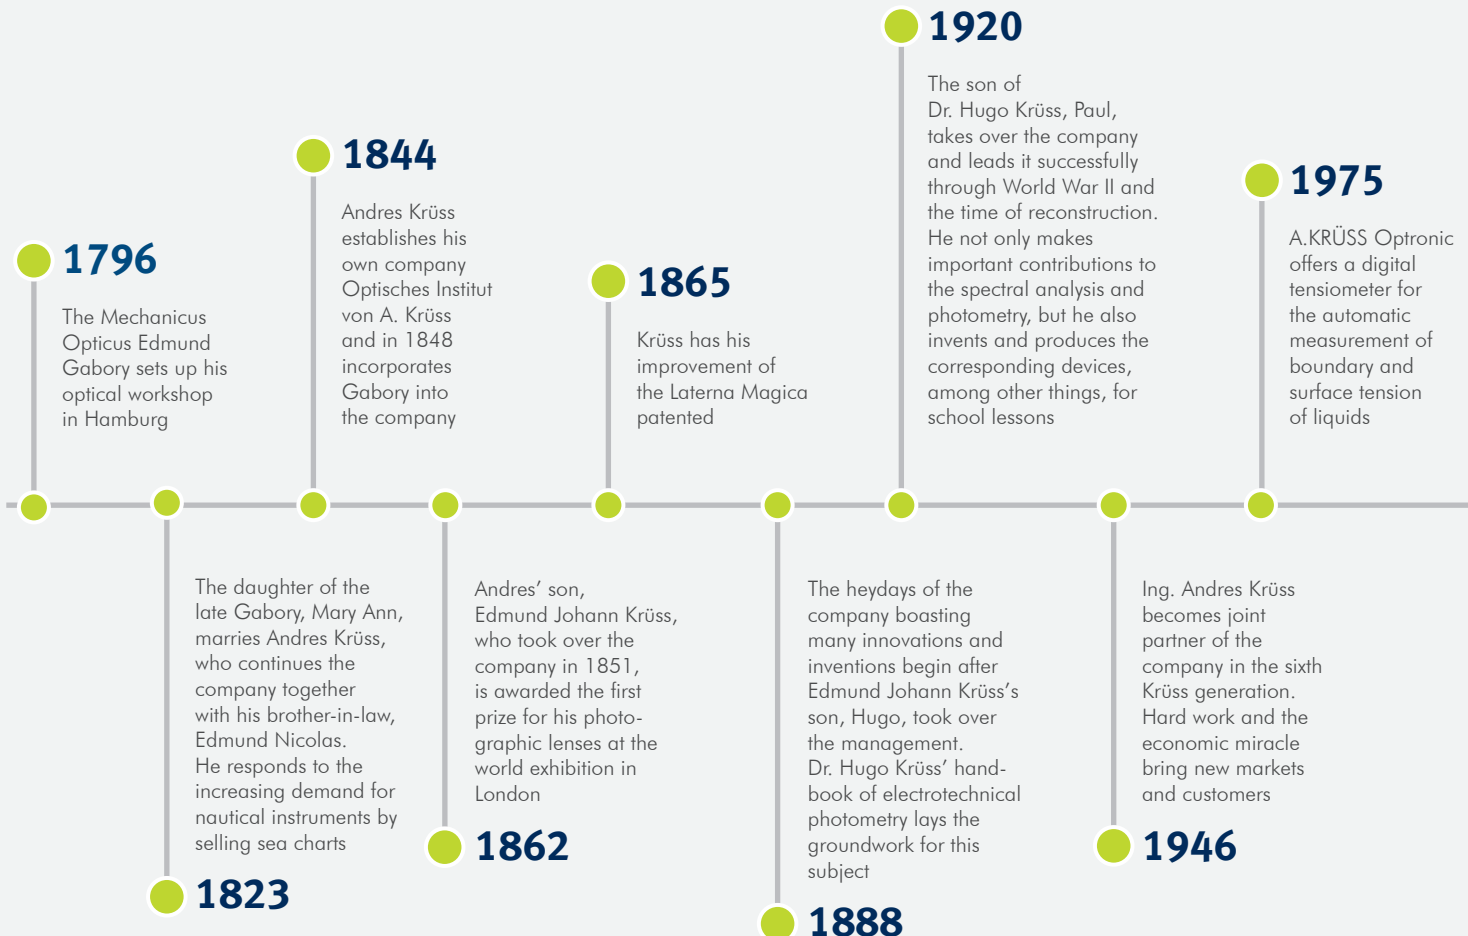 1796
The Mechanicus
Opticus Edmund
Gabory sets up his
optical workshop
in Hamburg
1823
The daughter of the
late Gabory, Mary Ann,
marries Andres Krüss,
who continues the
company together
with his brother-in-law,
Edmund Nicolas.
He responds to the
increasing demand for
nautical instruments by
selling sea charts
1844
Andres Krüss
establishes his
own company
Optisches Institut
von A. Krüss
and in 1848
incorporates
Gabory into
the company
1862
Andres’ son,
Edmund Johann Krüss,
who took over the
company in 1851,
is awarded the first
prize for his photo-
graphic lenses at the
world exhibition in
London
1865
Krüss has his
improvement of
the Laterna Magica
patented
1888
The heydays of the
company boasting
many innovations and
inventions begin after
Edmund Johann Krüss’s
son, Hugo, took over
the management.
Dr. Hugo Krüss’ hand-
book of electrotechnical
photometry lays the
groundwork for this
subject
1920
The son of
Dr. Hugo Krüss, Paul,
takes over the company
and leads it successfully
through World War II and
the time of reconstruction.
He not only makes
important contributions to
the spectral analysis and
photometry, but he also
invents and produces the
corresponding devices,
among other things, for
school lessons
1946
Ing. Andres Krüss
becomes joint
partner of the
company in the sixth
Krüss generation.
Hard work and the
economic miracle
bring new markets
and customers
1975
A.KRÜSS Optronic
offers a digital
tensiometer for
the automatic
measurement of
boundary and
surface tension
of liquids